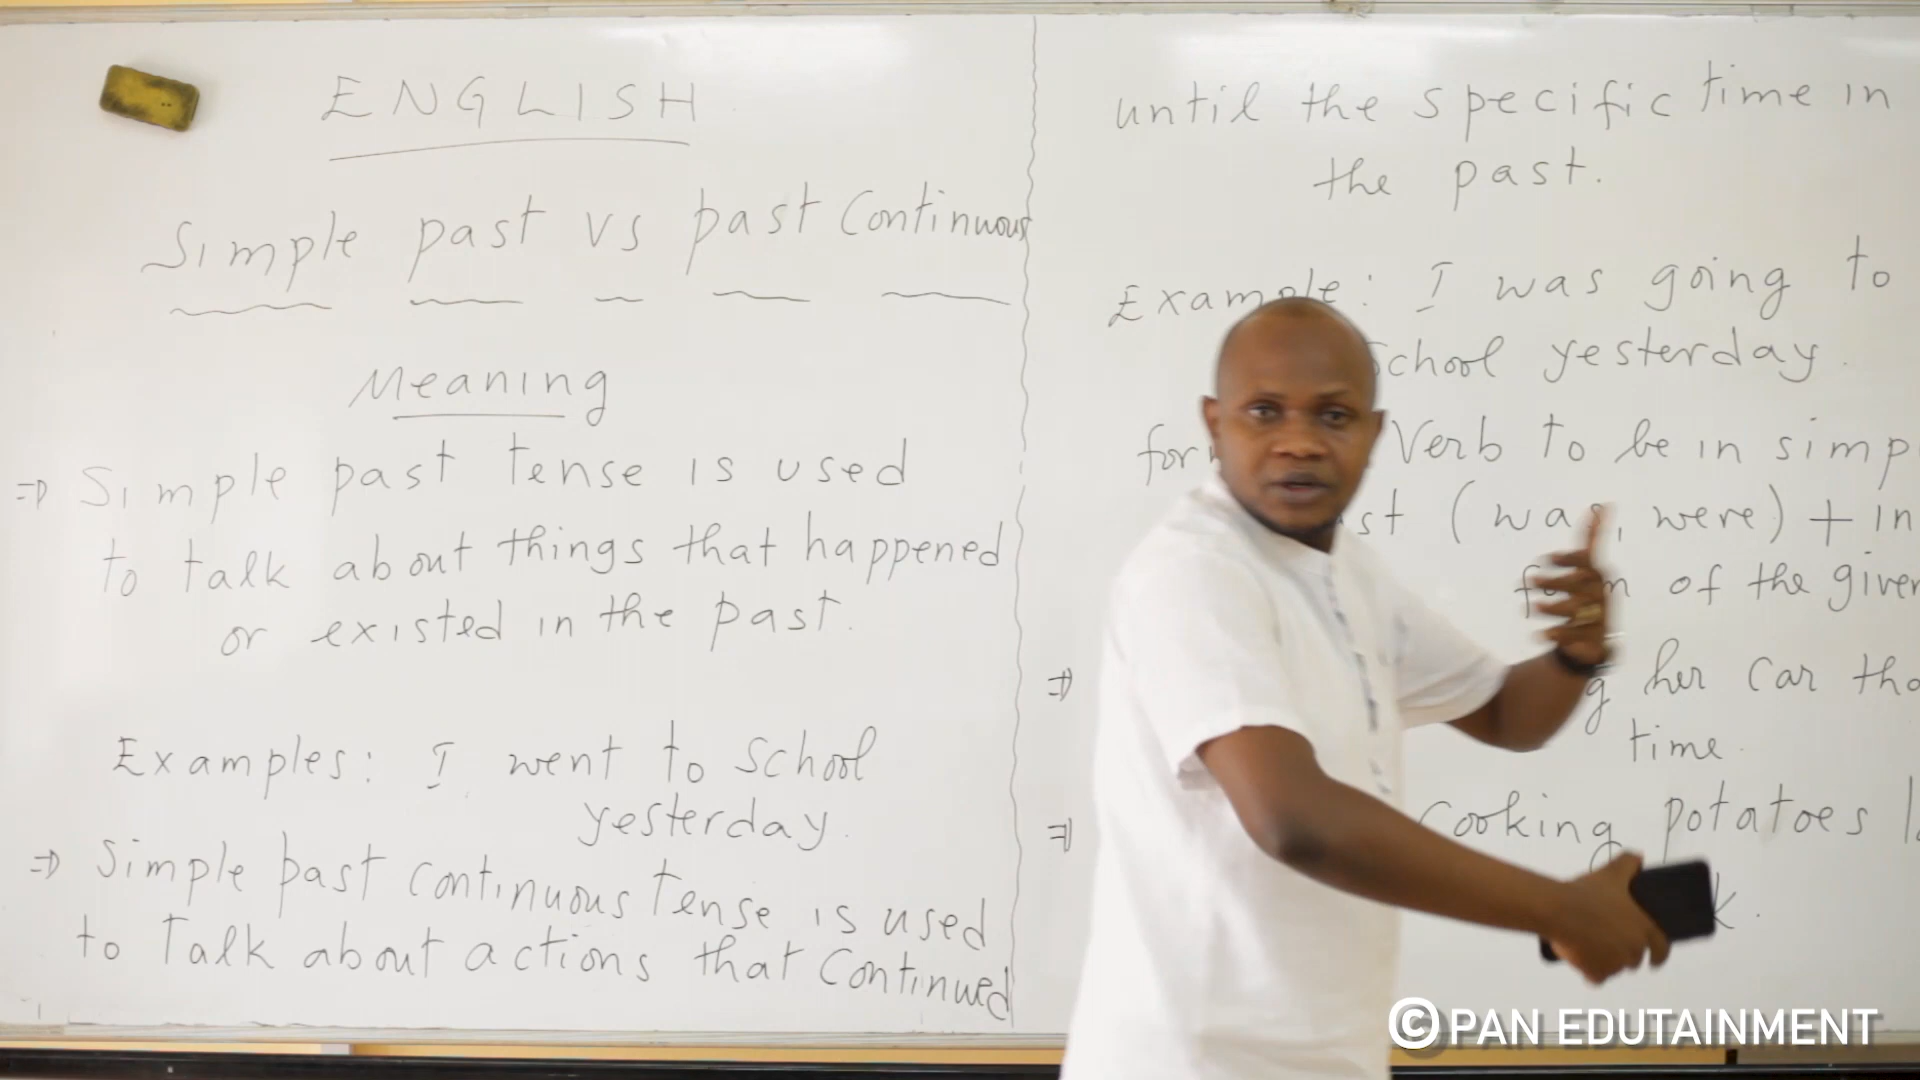 ENGLISH
Simple past vs past Continuous
Meaning
⇒ Simple past tense is used
to talk about things that happened
or existed in the past.
Examples: I went to School
yesterday.
⇒ Simple past continuous Tense is used
to Talk about actions that Continued
until the specific time in
the past.
Example: I was going to
School yesterday.
Verb to be in
(was, were) +
form of the given
her car
time.
cooking potatoes
© PAN EDUTAINMENT